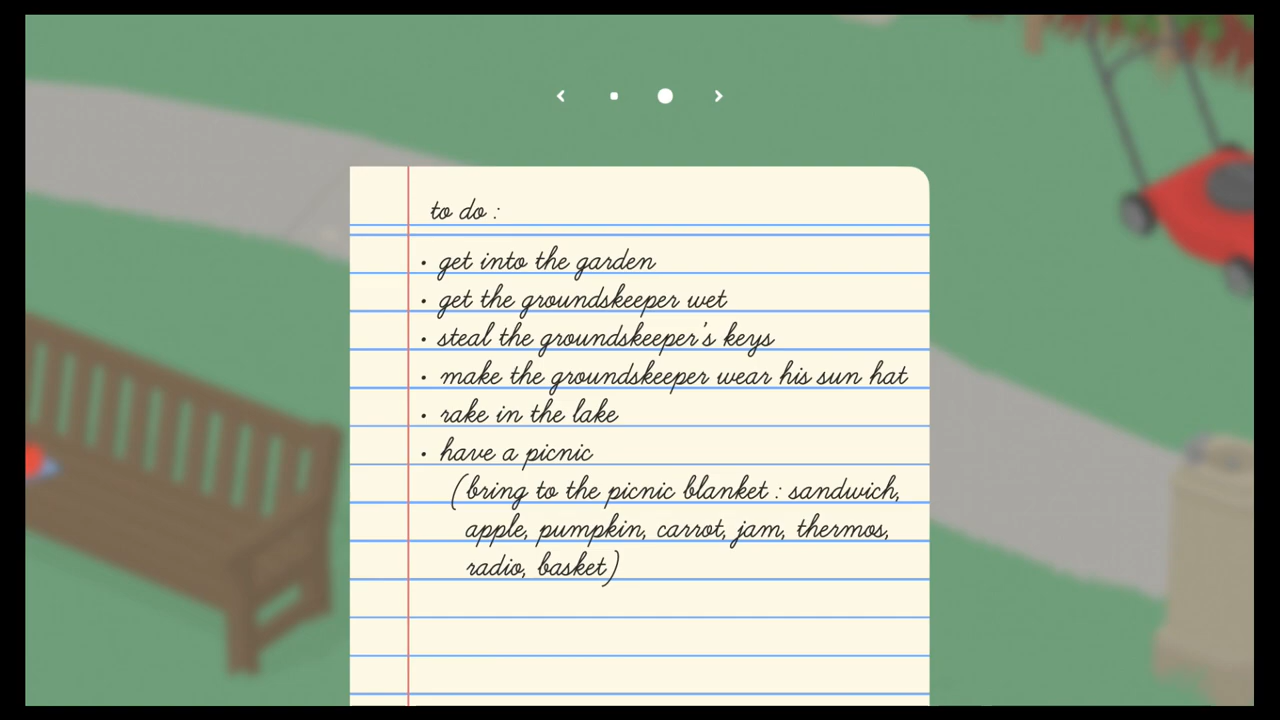 to do :
• get into the garden
• get the groundskeeper wet
• steal the groundskeeper's keys
• make the groundskeeper wear his sun hat
• rake in the lake
• have a picnic
(bring to the picnic blanket : sandwich,
apple, pumpkin, carrot, jam, thermos,
radio, basket)